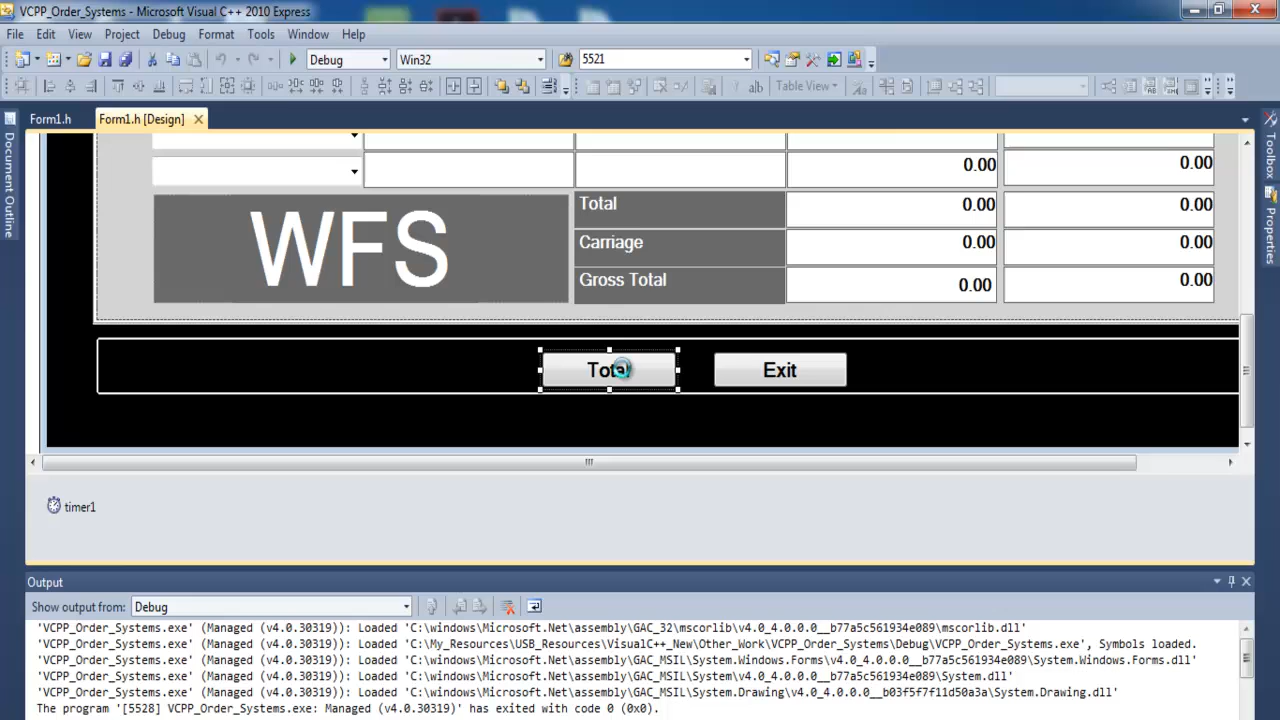 VCPP_Order_Systems - Microsoft Visual C++ 2010 Express
File Edit View Project Debug Format Tools Window Help
Debug Win32 5521
ab| Table View
Form1.h Form1.h [Design]
Document Outline
Toolbox
Properties
0.00 0.00
WFS
Total 0.00 0.00
Carriage 0.00 0.00
Gross Total 0.00 0.00
Total Exit
timer1
Output
Show output from: Debug
'VCPP_Order_Systems.exe' (Managed (v4.0.30319)): Loaded 'C:\windows\Microsoft.Net\assembly\GAC_32\mscorlib\v4.0_4.0.0.0__b77a5c561934e089\mscorlib.dll'
'VCPP_Order_Systems.exe' (Managed (v4.0.30319)): Loaded 'C:\My_Resources\USB_Resources\VisualC++_New\Other_Work\VCPP_Order_Systems\Debug\VCPP_Order_Systems.exe', Symbols loaded.
'VCPP_Order_Systems.exe' (Managed (v4.0.30319)): Loaded 'C:\windows\Microsoft.Net\assembly\GAC_MSIL\System.Windows.Forms\v4.0_4.0.0.0__b77a5c561934e089\System.Windows.Forms.dll'
'VCPP_Order_Systems.exe' (Managed (v4.0.30319)): Loaded 'C:\windows\Microsoft.Net\assembly\GAC_MSIL\System\v4.0_4.0.0.0__b77a5c561934e089\System.dll'
'VCPP_Order_Systems.exe' (Managed (v4.0.30319)): Loaded 'C:\windows\Microsoft.Net\assembly\GAC_MSIL\System.Drawing\v4.0_4.0.0.0__b03f5f7f11d50a3a\System.Drawing.dll'
The program '[5528] VCPP_Order_Systems.exe: Managed (v4.0.30319)' has exited with code 0 (0x0).